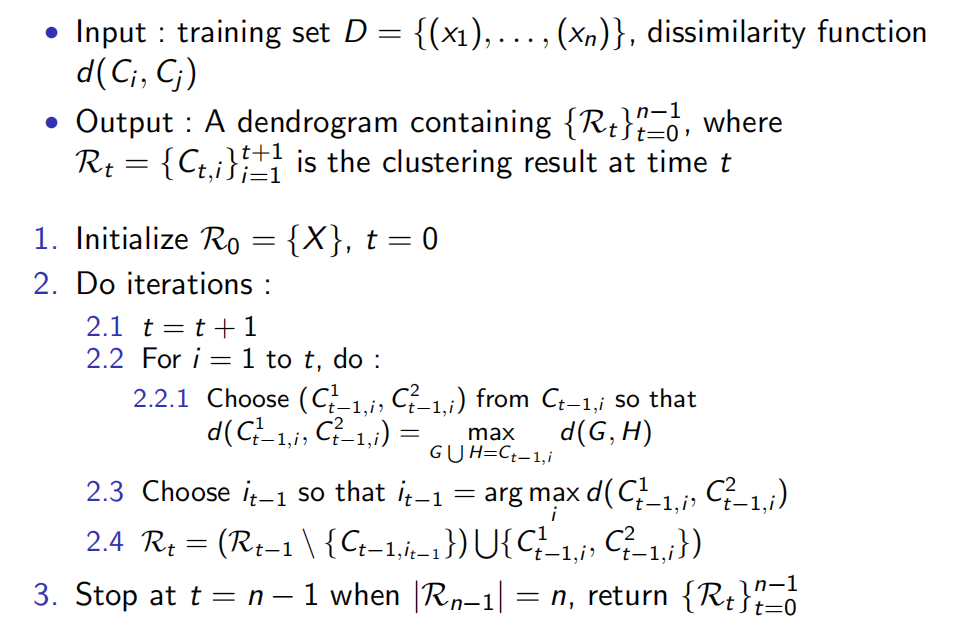 • Input : training set $D = \{(x_1), \ldots, (x_n)\}$, dissimilarity function
$d(C_i, C_j)$
• Output : A dendrogram containing $\{\mathcal{R}_t\}_{t=0}^{n-1}$, where
$\mathcal{R}_t = \{C_{t,i}\}_{i=1}^{t+1}$ is the clustering result at time $t$
1. Initialize $\mathcal{R}_0 = \{X\}$, $t = 0$
2. Do iterations :
2.1 $t = t + 1$
2.2 For $i = 1$ to $t$, do :
2.2.1 Choose $(C_{t-1,i}^1, C_{t-1,i}^2)$ from $C_{t-1,i}$ so that
$d(C_{t-1,i}^1, C_{t-1,i}^2) = \max_{G \bigcup H = C_{t-1,i}} d(G, H)$
2.3 Choose $i_{t-1}$ so that $i_{t-1} = \arg\max_i d(C_{t-1,i}^1, C_{t-1,i}^2)$
2.4 $\mathcal{R}_t = (\mathcal{R}_{t-1} \setminus \{C_{t-1,i_{t-1}}\}) \bigcup \{C_{t-1,i}^1, C_{t-1,i}^2\})$
3. Stop at $t = n - 1$ when $|\mathcal{R}_{n-1}| = n$, return $\{\mathcal{R}_t\}_{t=0}^{n-1}$